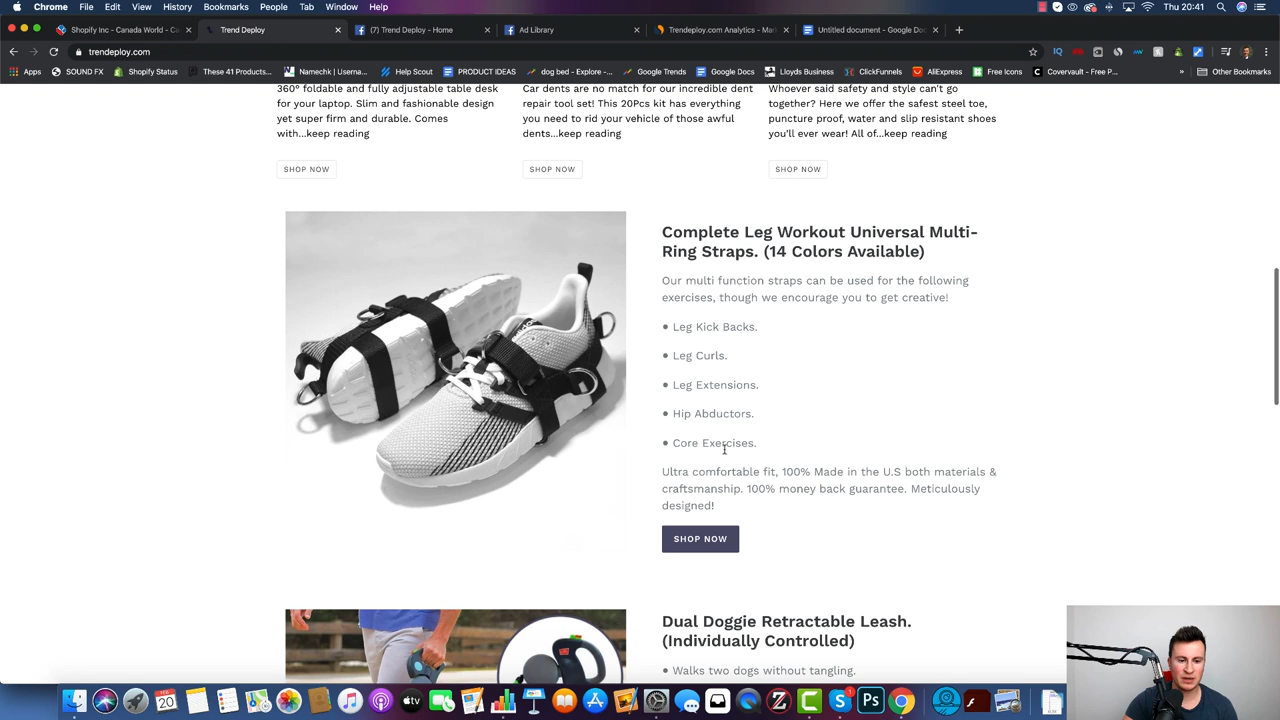 Chrome File Edit View History Bookmarks People Tab Window Help
Thu 20:41
Shopify Inc - Canada World - Ca
Trend Deploy
(7) Trend Deploy - Home
Ad Library
Trendeploy.com Analytics - Mar
Untitled document - Google Doc
trendeploy.com
Apps SOUND FX Shopify Status These 41 Products... Namechk | Userna... Help Scout PRODUCT IDEAS dog bed - Explore -... Google Trends Google Docs Lloyds Business ClickFunnels AliExpress Free Icons Covervault - Free P... » Other Bookmarks
360° foldable and fully adjustable table desk
for your laptop. Slim and fashionable design
yet super firm and durable. Comes
with...keep reading
SHOP NOW
Car dents are no match for our incredible dent
repair tool set! This 20Pcs kit has everything
you need to rid your vehicle of those awful
dents...keep reading
SHOP NOW
Whoever said safety and style can't go
together? Here we offer the safest steel toe,
puncture proof, water and slip resistant shoes
you'll ever wear! All of...keep reading
SHOP NOW
Complete Leg Workout Universal Multi-
Ring Straps. (14 Colors Available)
Our multi function straps can be used for the following
exercises, though we encourage you to get creative!
● Leg Kick Backs.
● Leg Curls.
● Leg Extensions.
● Hip Abductors.
● Core Exercises.
Ultra comfortable fit, 100% Made in the U.S both materials &
craftsmanship. 100% money back guarantee. Meticulously
designed!
SHOP NOW
Dual Doggie Retractable Leash.
(Individually Controlled)
● Walks two dogs without tangling.
tv
Ps